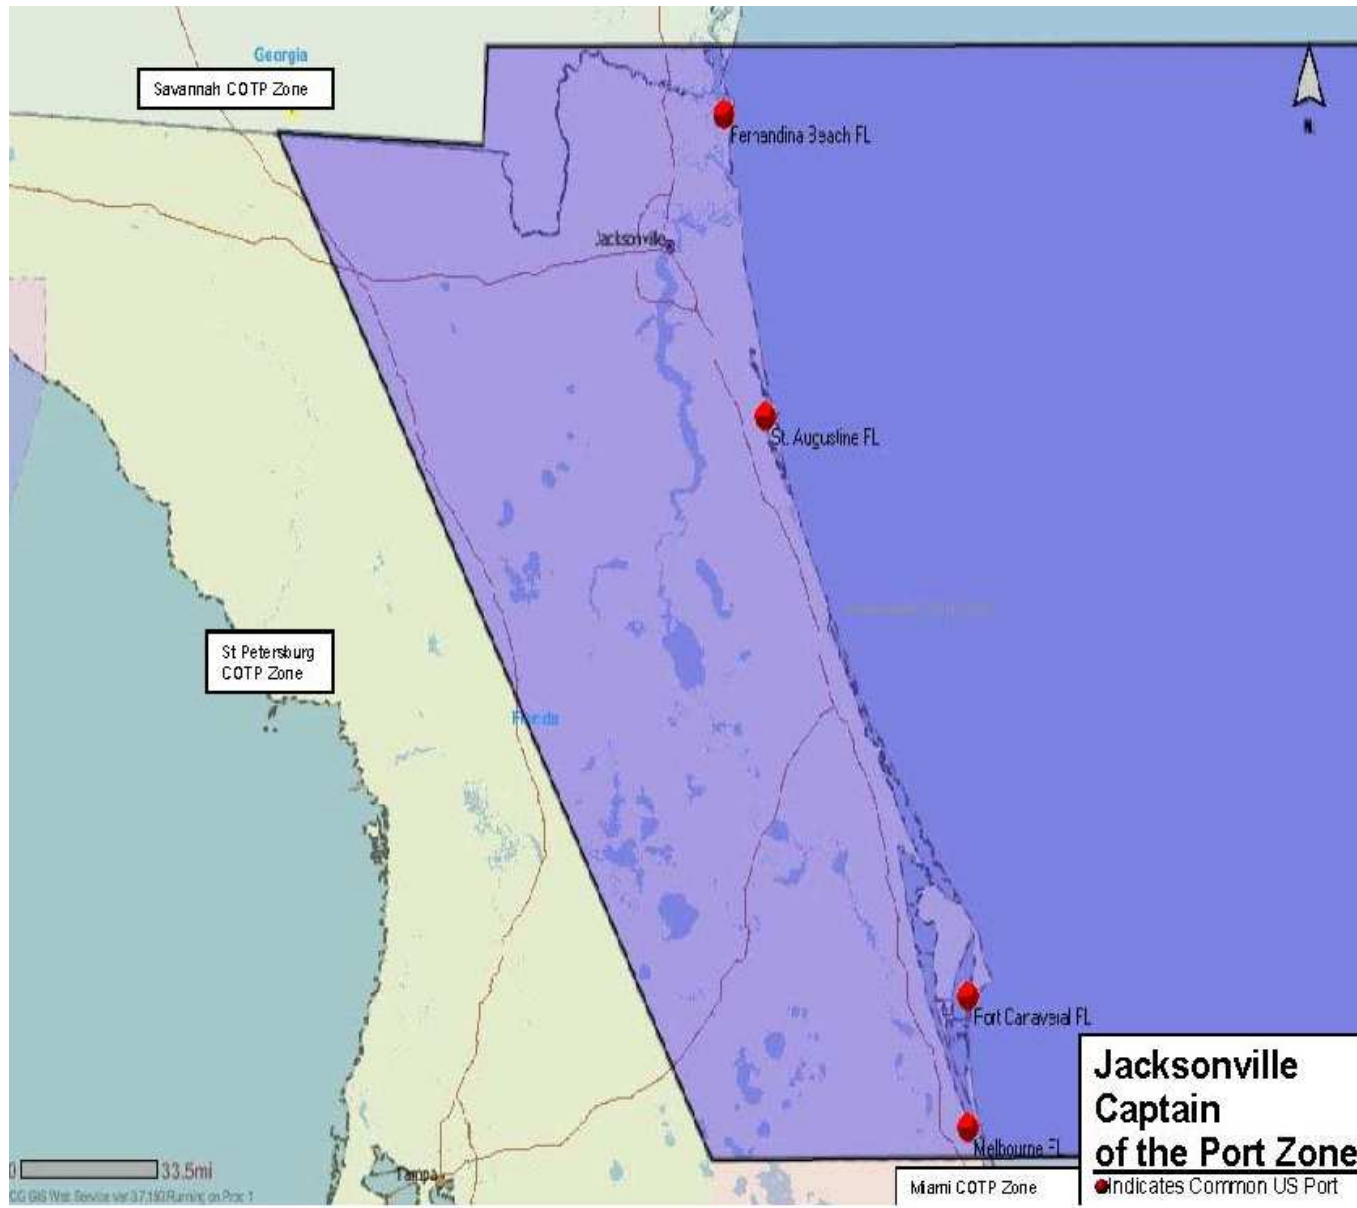 Georgia
Savannah COTP Zone
N
Fernandina Beach FL
Jacksonville
St. Augustine FL
St Petersburg
COTP Zone
Florida
Port Canaveral FL
Jacksonville
Captain
of the Port Zone
Indicates Common US Port
Melbourne FL
0 33.5mi
Tampa
Miami COTP Zone